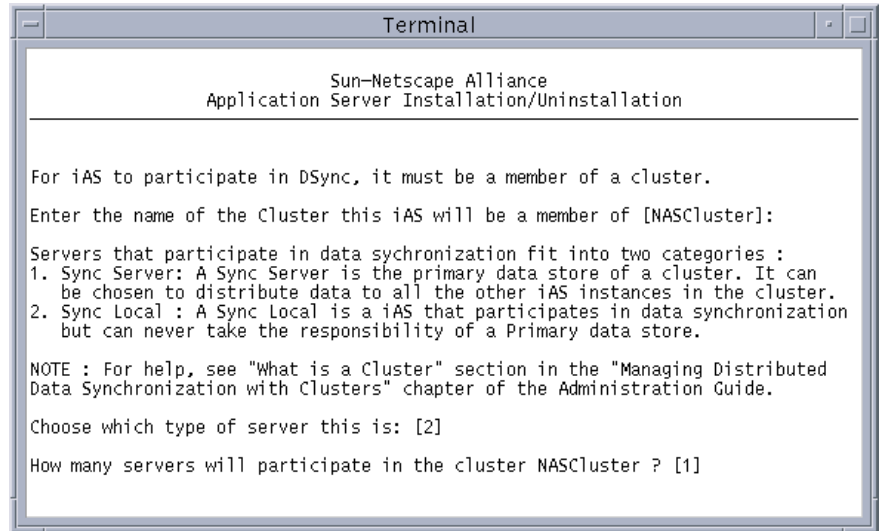 Terminal
Sun-Netscape Alliance
Application Server Installation/Uninstallation
For iAS to participate in DSync, it must be a member of a cluster.
Enter the name of the Cluster this iAS will be a member of [NASCluster]:
Servers that participate in data sychronization fit into two categories :
1. Sync Server: A Sync Server is the primary data store of a cluster. It can
be chosen to distribute data to all the other iAS instances in the cluster.
2. Sync Local : A Sync Local is a iAS that participates in data synchronization
but can never take the responsibility of a Primary data store.
NOTE : For help, see "What is a Cluster" section in the "Managing Distributed
Data Synchronization with Clusters" chapter of the Administration Guide.
Choose which type of server this is: [2]
How many servers will participate in the cluster NASCluster ? [1]